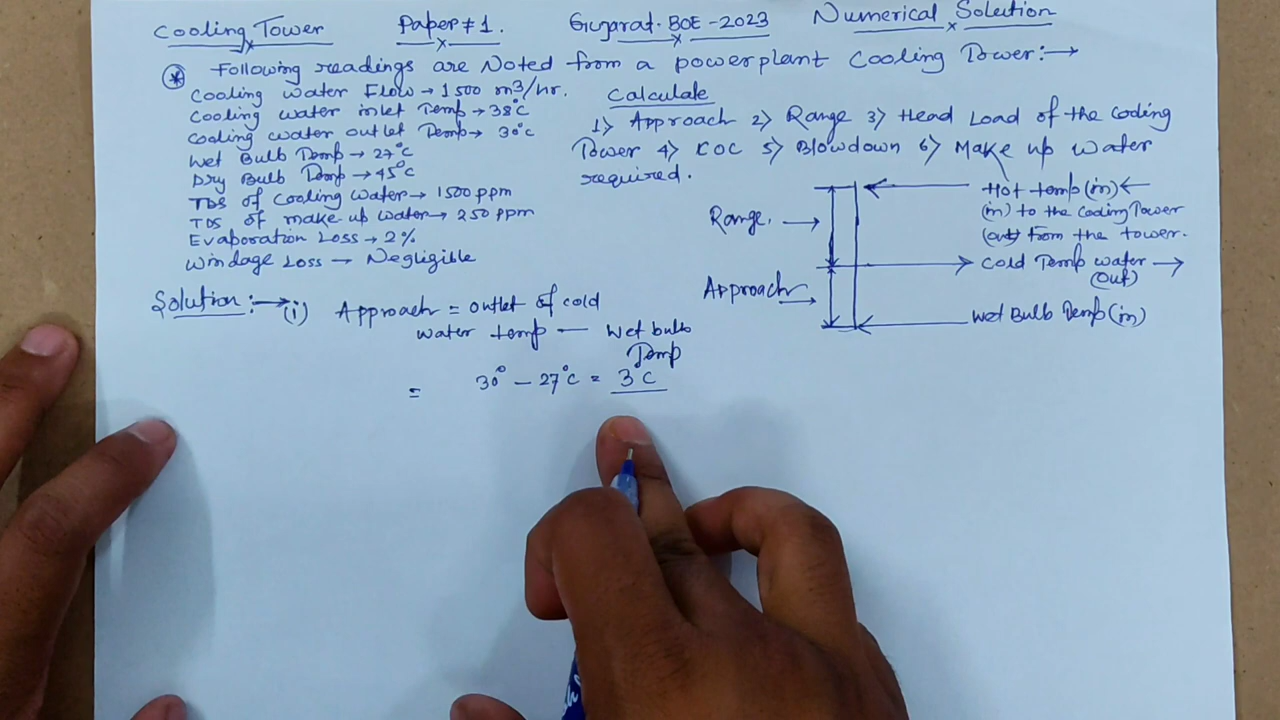 Cooling Tower Paper # 1. Gujarat. BOE - 2023 Numerical Solution
Following readings are Noted from a powerplant Cooling Tower:→
Cooling water Flow → 1500 m3/hr.
Cooling water inlet Temp → 38°C
Cooling water outlet Temp → 30°C
Wet Bulb Temp → 27°C
Dry Bulb Temp → 45°C
TDS of cooling water → 1500 ppm
TDS of make-up water → 250 ppm
Evaporation Loss → 2%
Windage Loss — Negligible
Calculate
1> Approach 2> Range 3> Head Load of the Cooling
Tower 4> COC 5> Blowdown 6> Make up water
required.
Range. →
Approach →
Hot temp (in) ←
(in) to the Cooling Tower
(out) from the tower.
Cold Temp water →
(out)
Wet Bulb Temp (in)
Solution :→ (i) Approach = outlet of cold
water temp — Wet bulb
Temp
= 30° - 27°C = 3°C